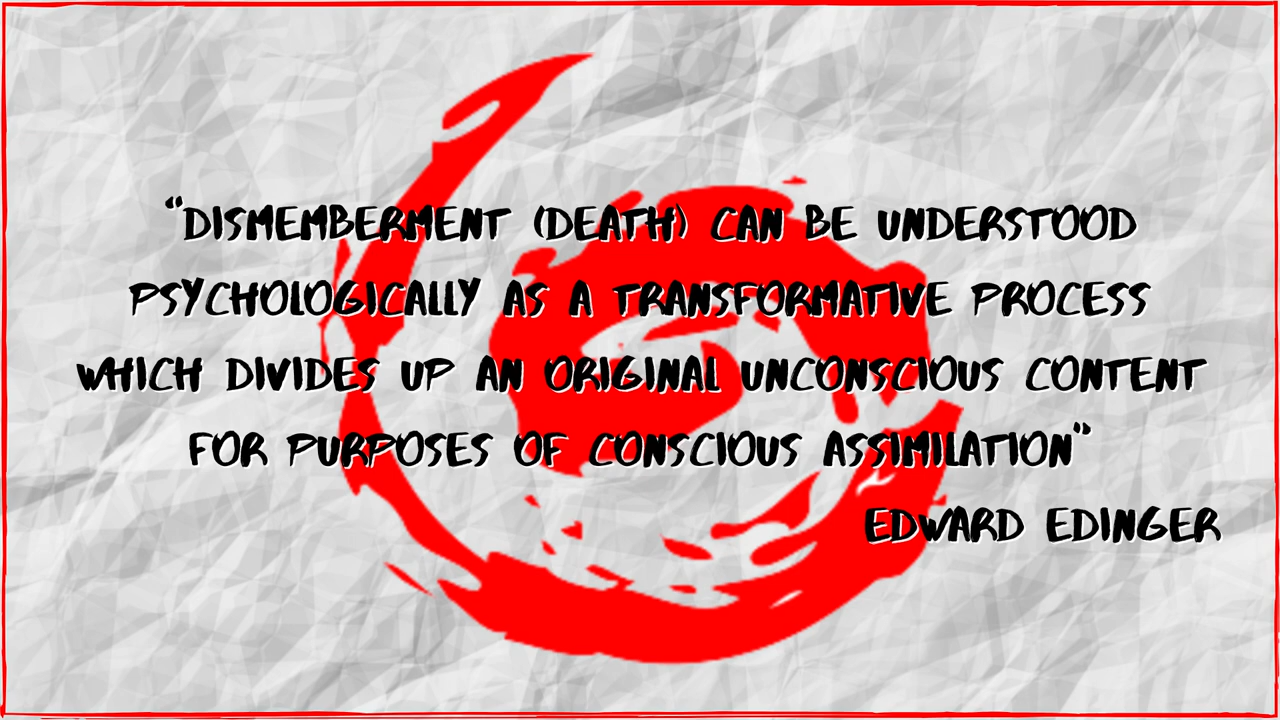 “DISMEMBERMENT (DEATH) CAN BE UNDERSTOOD
PSYCHOLOGICALLY AS A TRANSFORMATIVE PROCESS
WHICH DIVIDES UP AN ORIGINAL UNCONSCIOUS CONTENT
FOR PURPOSES OF CONSCIOUS ASSIMILATION”
EDWARD EDINGER